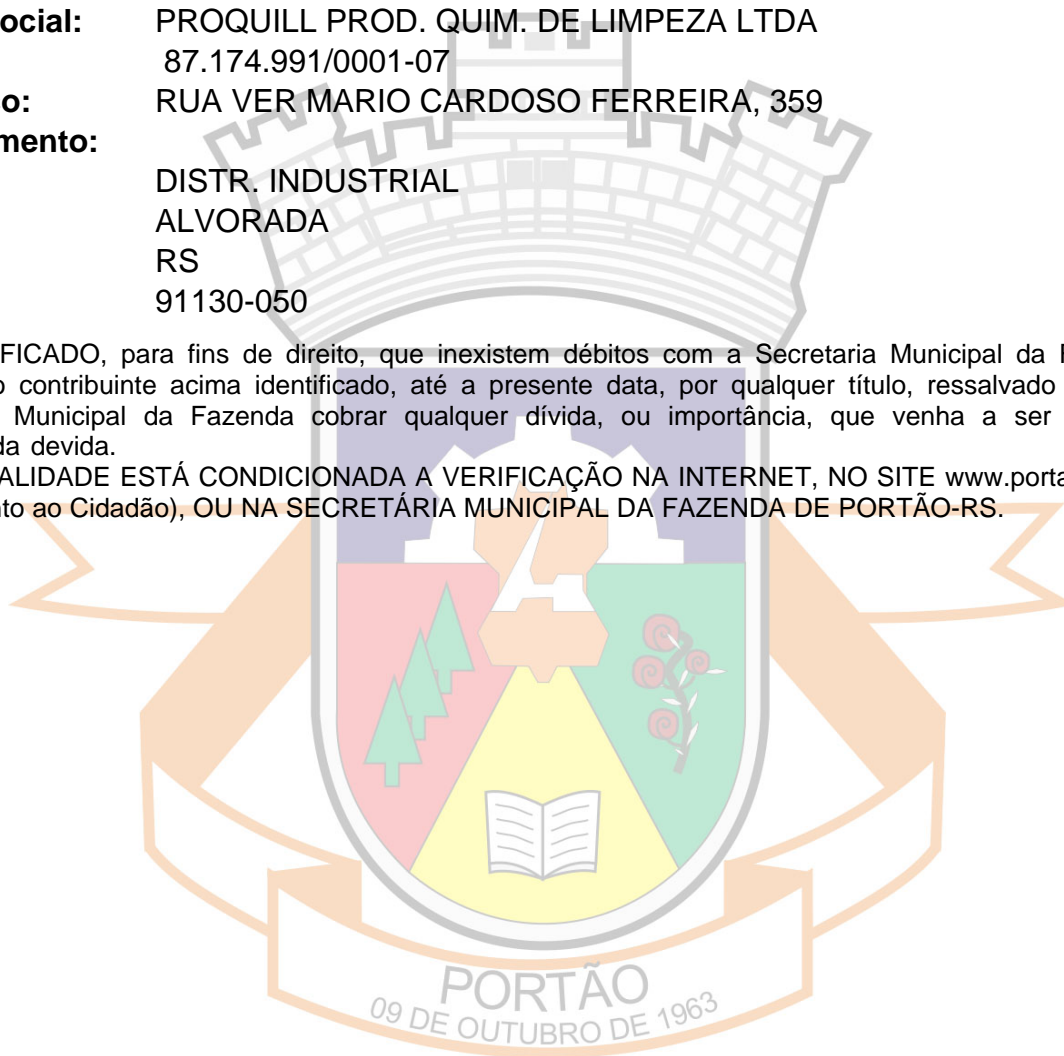 ocial: PROQUILL PROD. QUIM. DE LIMPEZA LTDA
87.174.991/0001-07
o: RUA VER MARIO CARDOSO FERREIRA, 359
mento:
DISTR. INDUSTRIAL
ALVORADA
RS
91130-050
FICADO, para fins de direito, que inexistem débitos com a Secretaria Municipal da
o contribuinte acima identificado, até a presente data, por qualquer título, ressalvado
Municipal da Fazenda cobrar qualquer dívida, ou importância, que venha a ser
da devida.
ALIDADE ESTÁ CONDICIONADA A VERIFICAÇÃO NA INTERNET, NO SITE www.porta
nto ao Cidadão), OU NA SECRETÁRIA MUNICIPAL DA FAZENDA DE PORTÃO-RS.
PORTÃO
09 DE OUTUBRO DE 1963